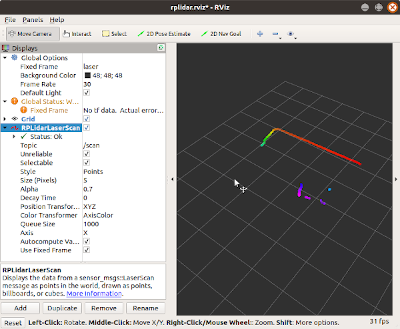 rplidar.rviz* - RViz
File Panels Help
Move Camera Interact Select 2D Pose Estimate 2D Nav Goal
Displays
Global Options
Fixed Frame laser
Background Color 48; 48; 48
Frame Rate 30
Default Light
Global Status: W...
Fixed Frame No tf data. Actual error...
Grid
RPLidarLaserScan
Status: Ok
Topic /scan
Unreliable
Selectable
Style Points
Size (Pixels) 5
Alpha 0.7
Decay Time 0
Position Transfor... XYZ
Color Transformer AxisColor
Queue Size 1000
Axis X
Autocompute Va...
Use Fixed Frame
RPLidarLaserScan
Displays the data from a sensor_msgs::LaserScan
message as points in the world, drawn as points,
billboards, or cubes. More Information.
Add Duplicate Remove Rename
Reset Left-Click: Rotate. Middle-Click: Move X/Y. Right-Click/Mouse Wheel: Zoom. Shift: More options. 31 fps